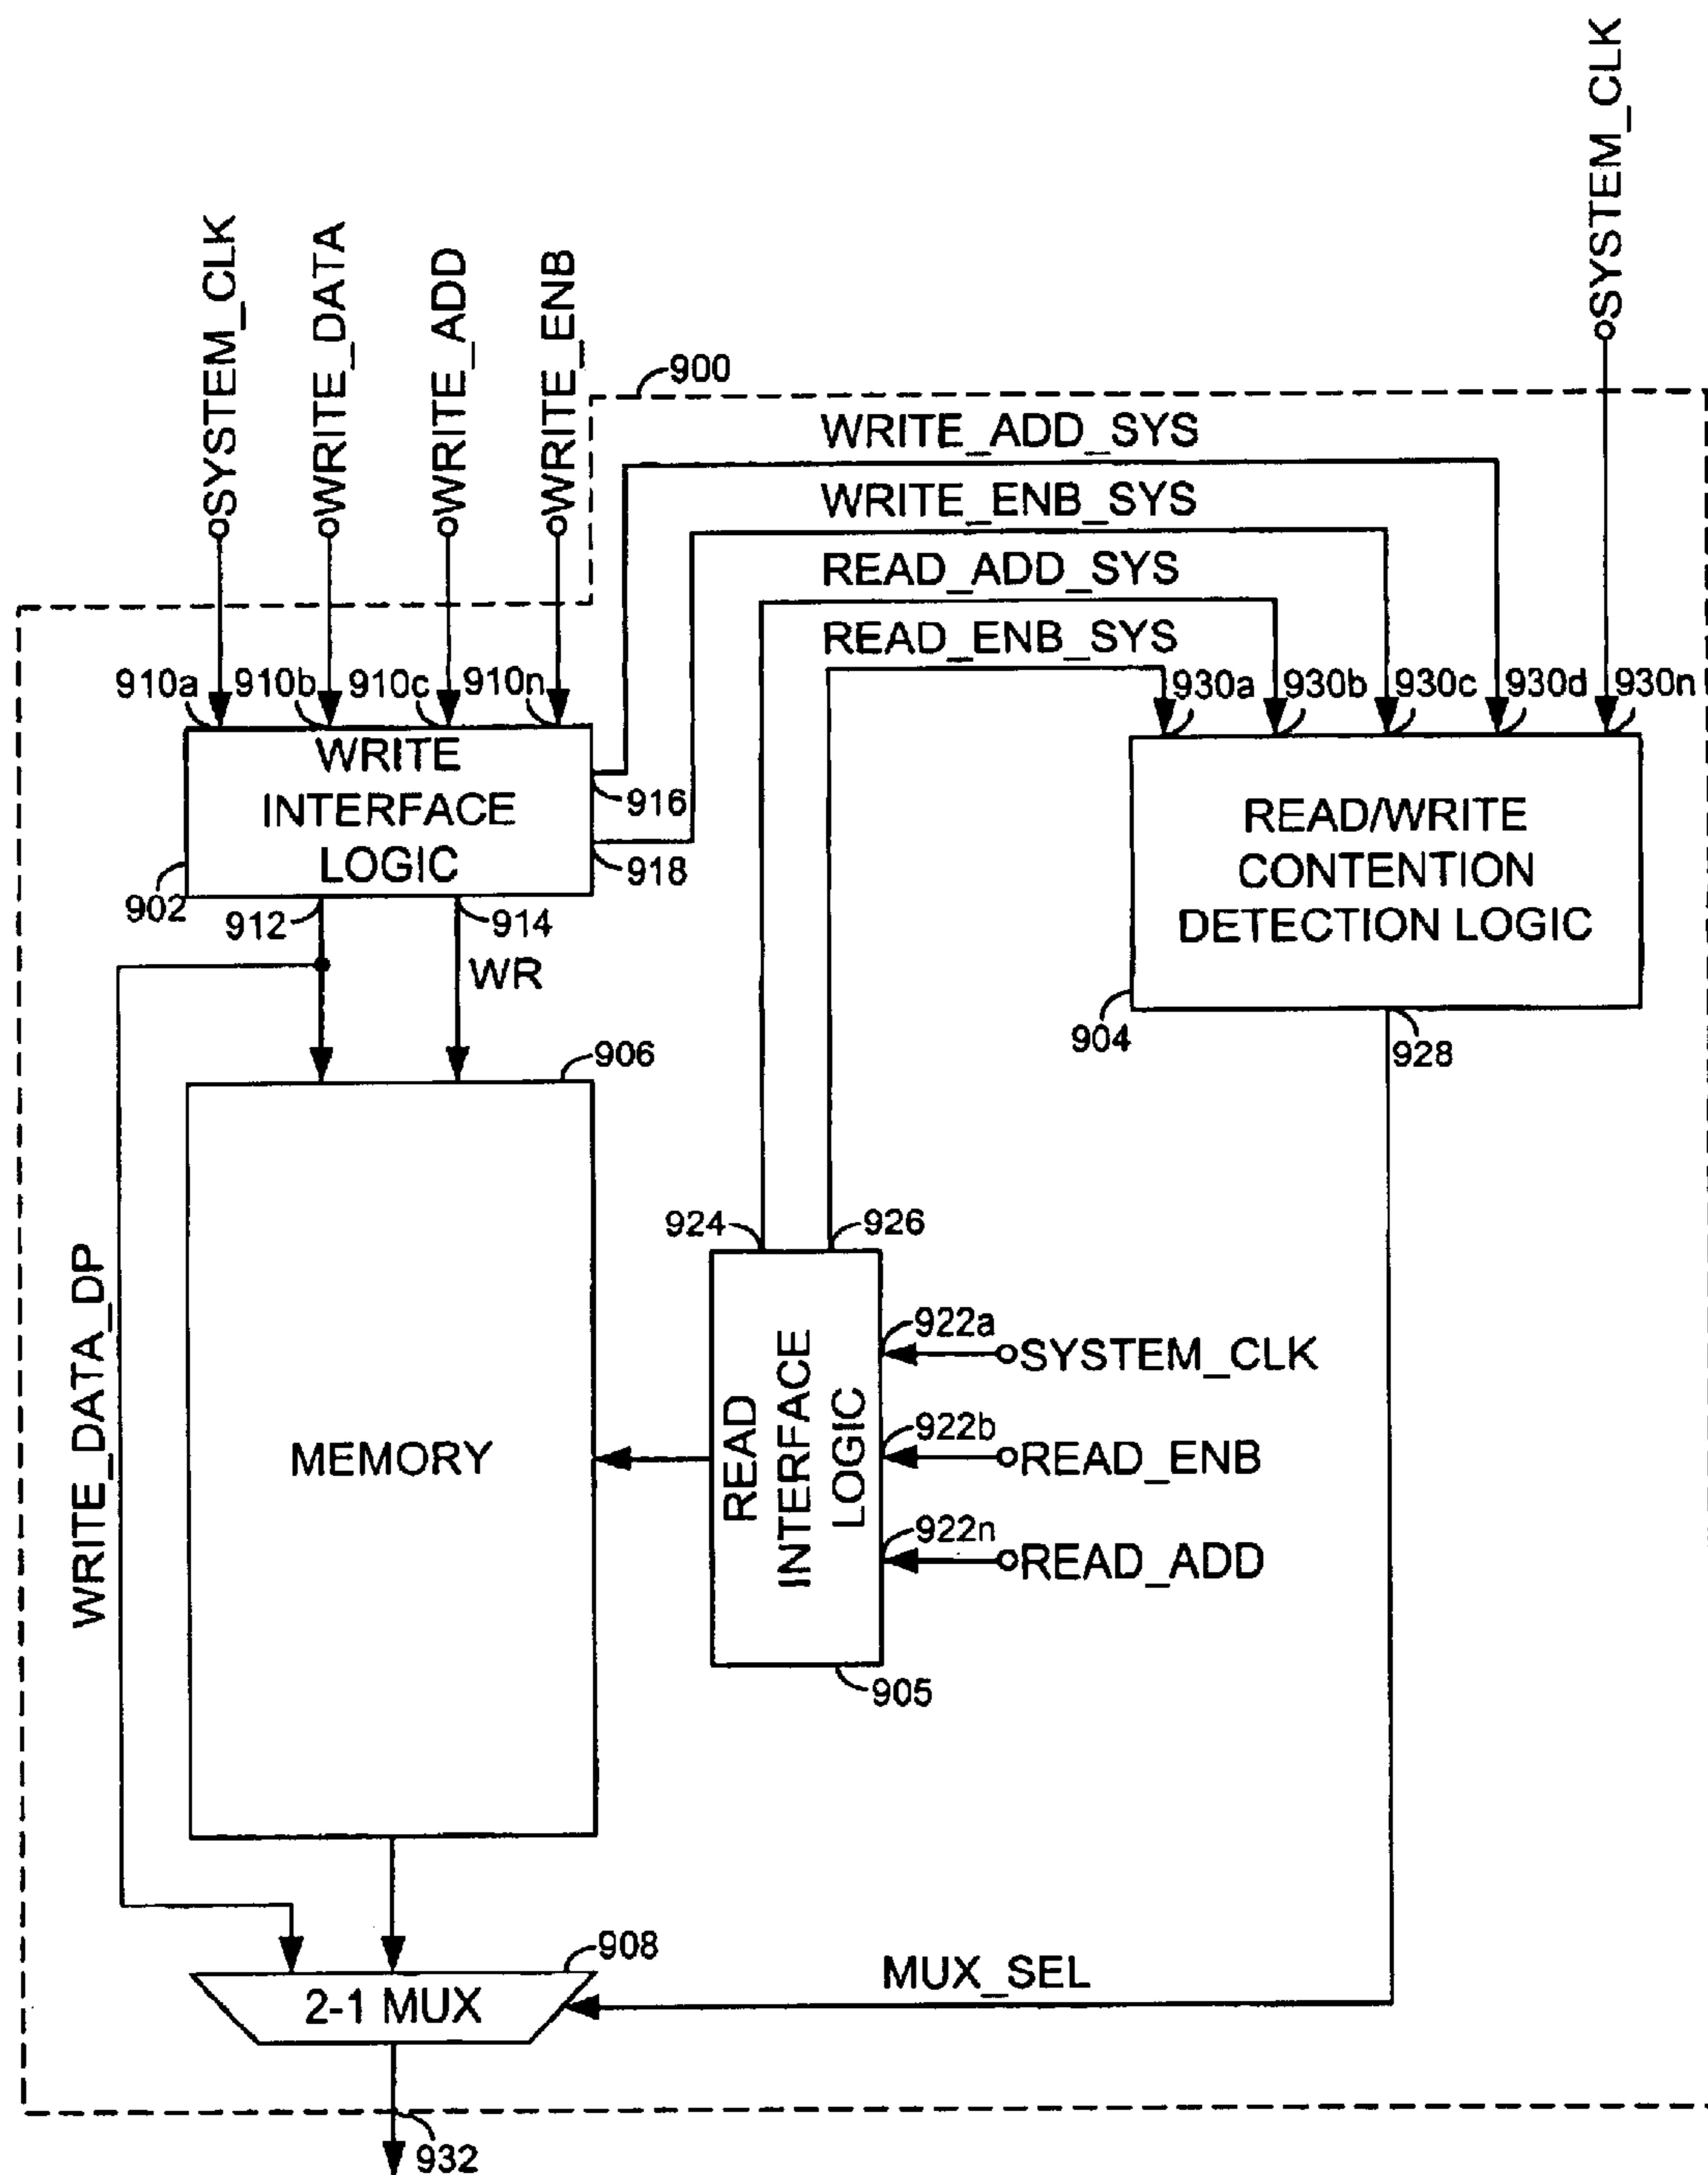 SYSTEM_CLK
WRITE_DATA
WRITE_ADD
WRITE_ENB
SYSTEM_CLK
900
WRITE_ADD_SYS
WRITE_ENB_SYS
READ_ADD_SYS
READ_ENB_SYS
910a
910b
910c
910n
930a
930b
930c
930d
930n
WRITE
INTERFACE
LOGIC
916
918
902
912
914
WR
READ/WRITE
CONTENTION
DETECTION LOGIC
904
928
906
MEMORY
WRITE_DATA_DP
924
926
READ
INTERFACE
LOGIC
922a
SYSTEM_CLK
922b
READ_ENB
922n
READ_ADD
905
908
2-1 MUX
MUX_SEL
932